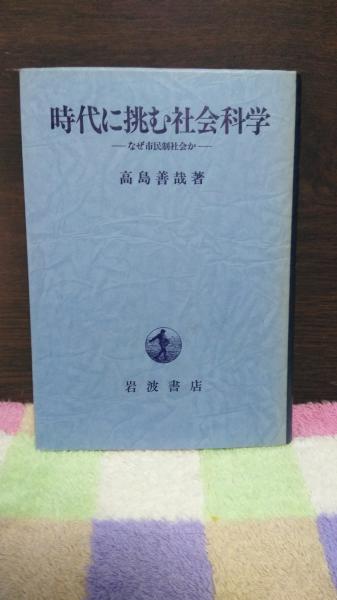 時代に挑む社会科学
―なぜ市民制社会か―
高島善哉著
岩波書店